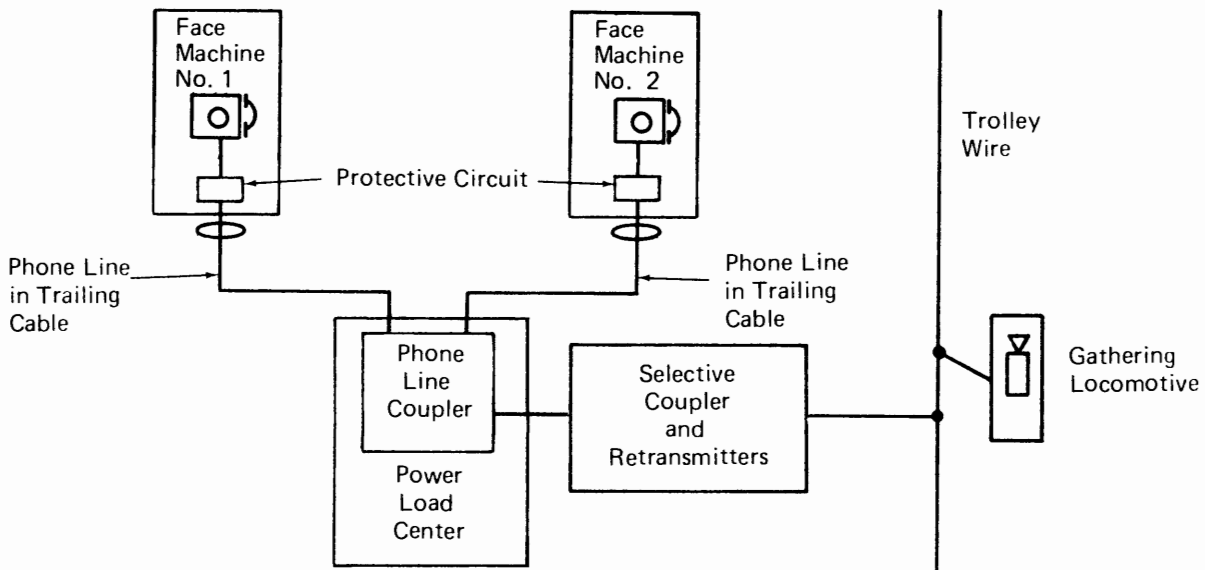 Face
Machine
No. 1
Face
Machine
No. 2
Trolley
Wire
Protective Circuit
Phone Line
in Trailing
Cable
Phone Line
in Trailing
Cable
Phone
Line
Coupler
Power
Load
Center
Selective
Coupler
and
Retransmitters
Gathering
Locomotive